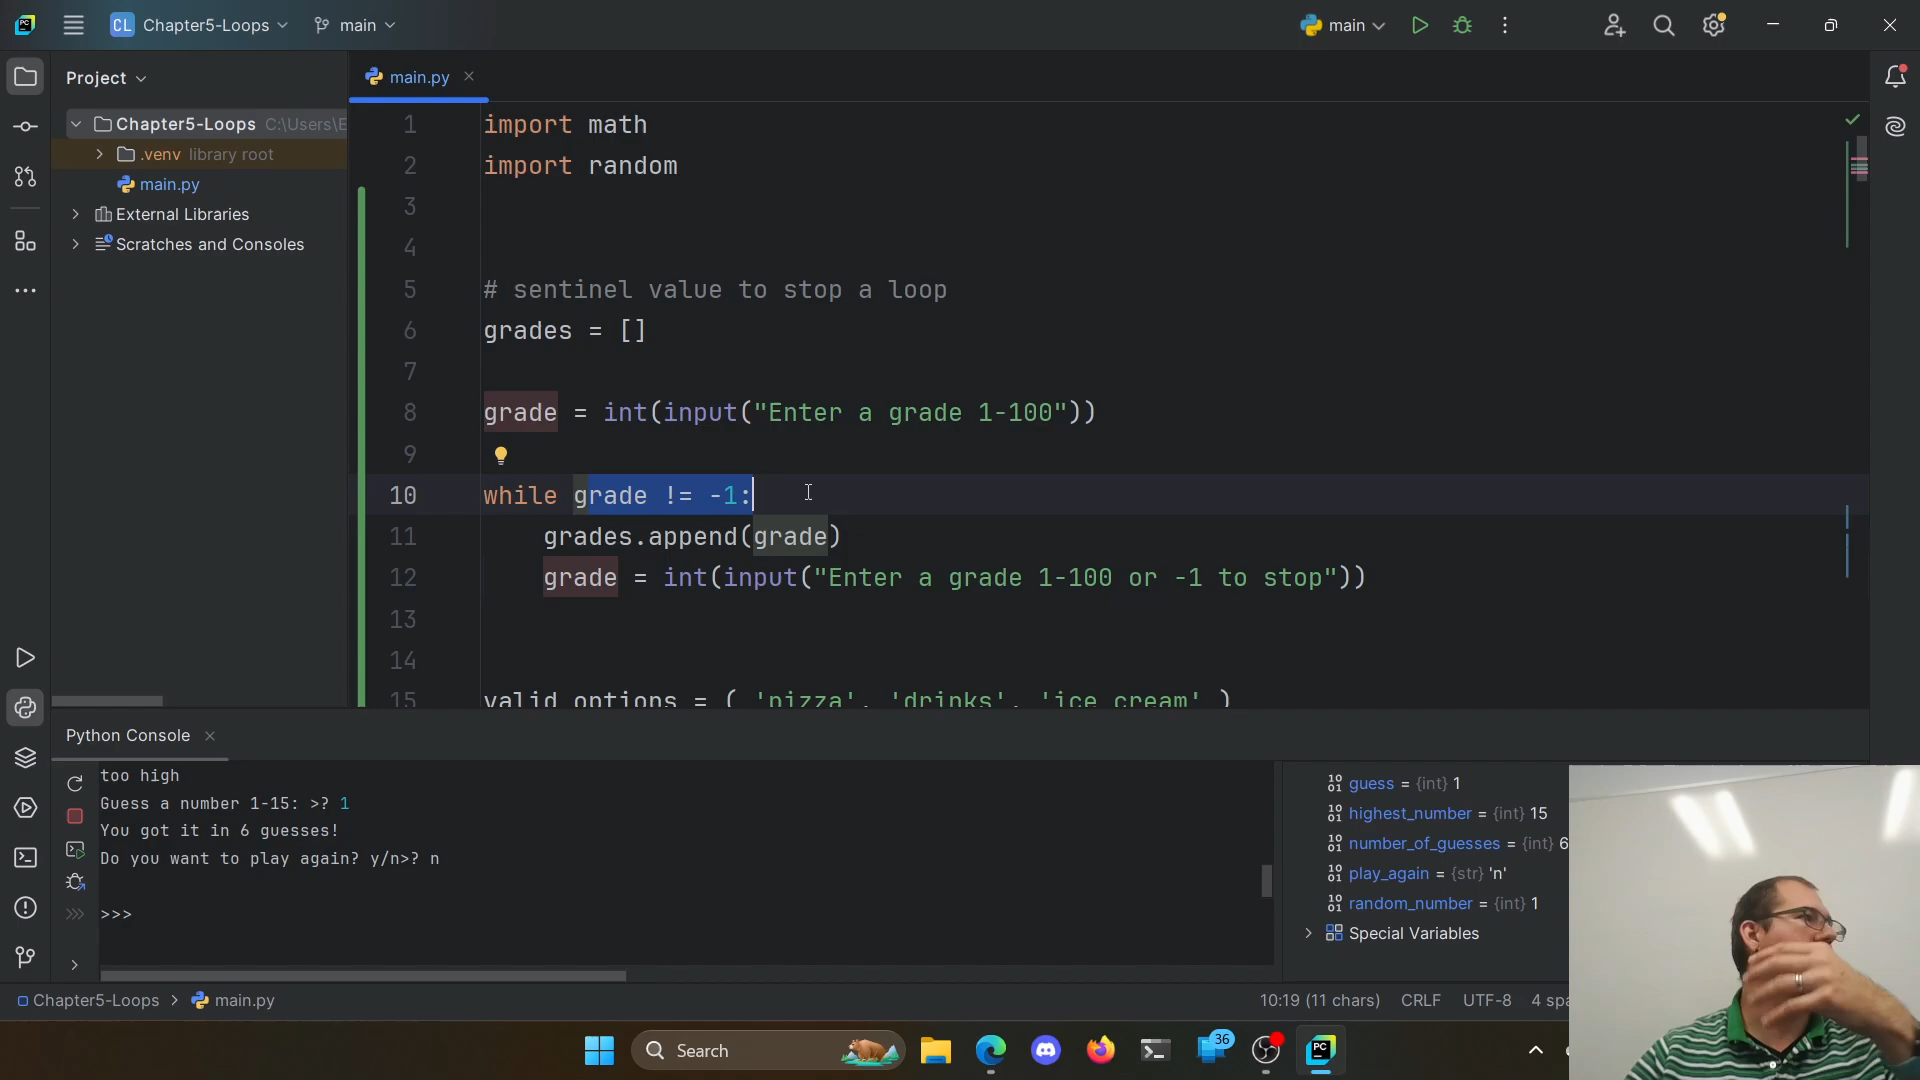 PC CL Chapter5-Loops main main
Project main.py
Chapter5-Loops C:\Users\E
.venv library root
main.py
External Libraries
Scratches and Consoles
1 import math
2 import random
3
4
5 # sentinel value to stop a loop
6 grades = []
7
8 grade = int(input("Enter a grade 1-100"))
9
10 while grade != -1:
11 grades.append(grade)
12 grade = int(input("Enter a grade 1-100 or -1 to stop"))
13
14
15 valid_options = ( 'pizza', 'drinks', 'ice cream' )
Python Console
too high
Guess a number 1-15: >? 1
You got it in 6 guesses!
Do you want to play again? y/n>? n
>>>
guess = {int} 1
highest_number = {int} 15
number_of_guesses = {int} 6
play_again = {str} 'n'
random_number = {int} 1
Special Variables
Chapter5-Loops > main.py 10:19 (11 chars) CRLF UTF-8 4 spa
Search 36 PC